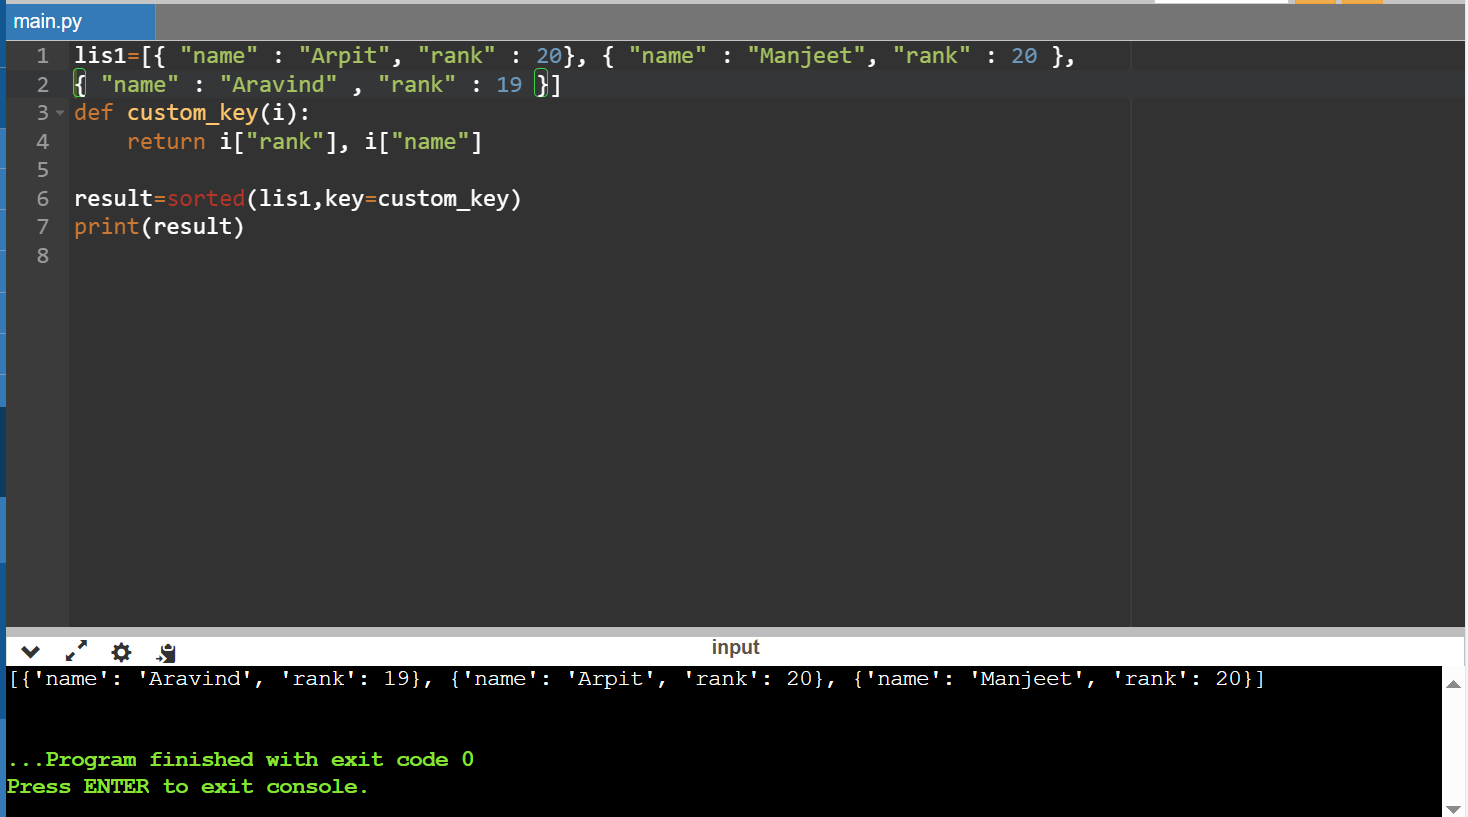 main.py
1 lis1=[{ "name" : "Arpit", "rank" : 20}, { "name" : "Manjeet", "rank" : 20 },
2 { "name" : "Aravind" , "rank" : 19 }]
3 def custom_key(i):
4     return i["rank"], i["name"]
5
6 result=sorted(lis1,key=custom_key)
7 print(result)
8
input
[{'name': 'Aravind', 'rank': 19}, {'name': 'Arpit', 'rank': 20}, {'name': 'Manjeet', 'rank': 20}]
...Program finished with exit code 0
Press ENTER to exit console.